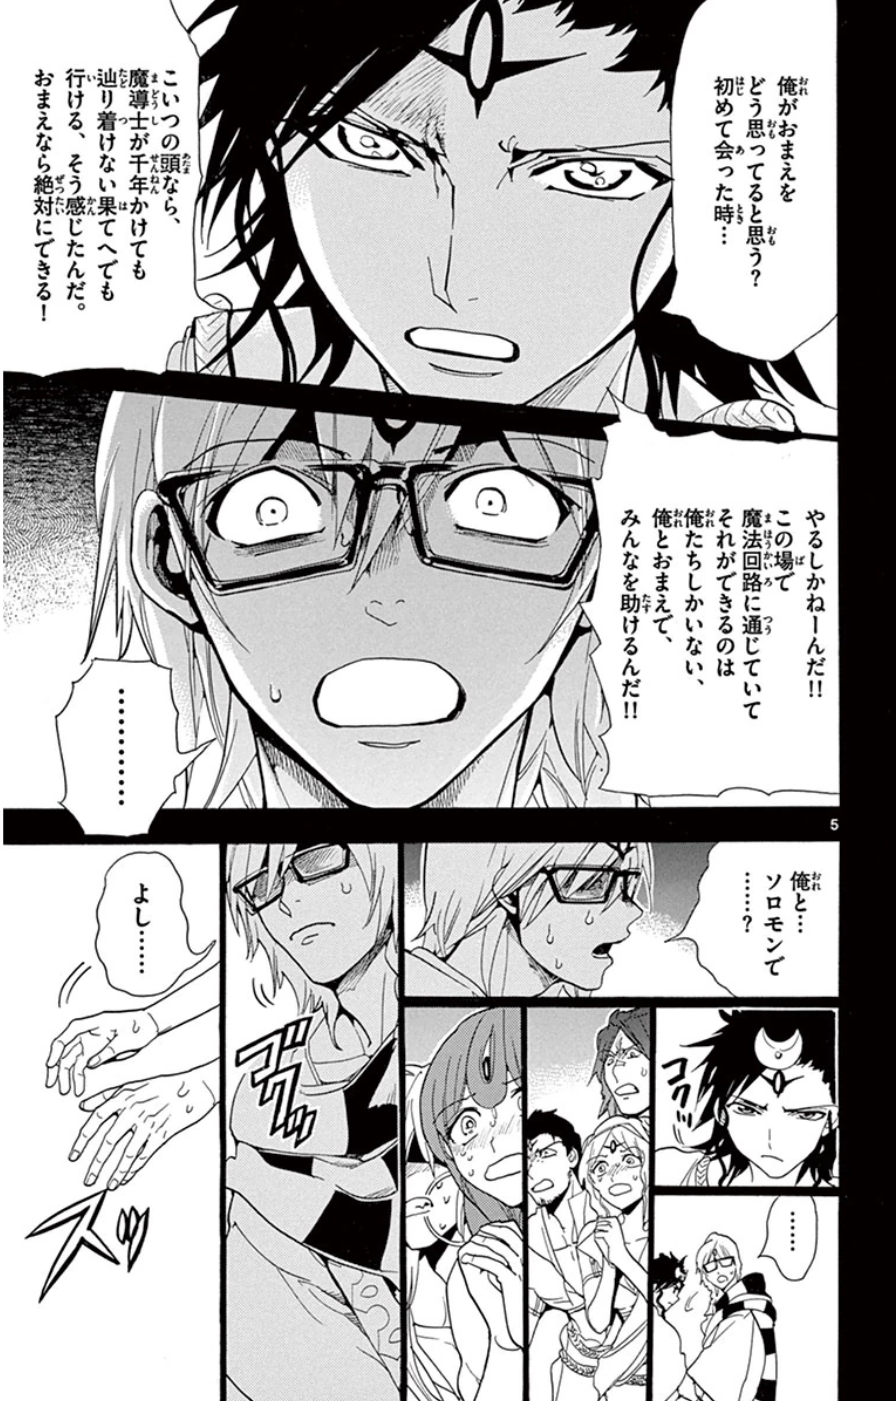 俺がおまえを
どう思ってると思う？
初めて会った時…
こいつの頭なら、
魔導士が千年かけても
辿り着けない果てへでも
行ける、そう感じたんだ。
おまえなら絶対にできる！
やるしかねーんだ!!
この場で
魔法回路に通じていて
それができるのは
俺たちしかいない、
俺とおまえで、
みんなを助けるんだ!!
………
5
俺と…
ソロモンで
……？
コクッ
……
ゴクッ
よし……
スッ